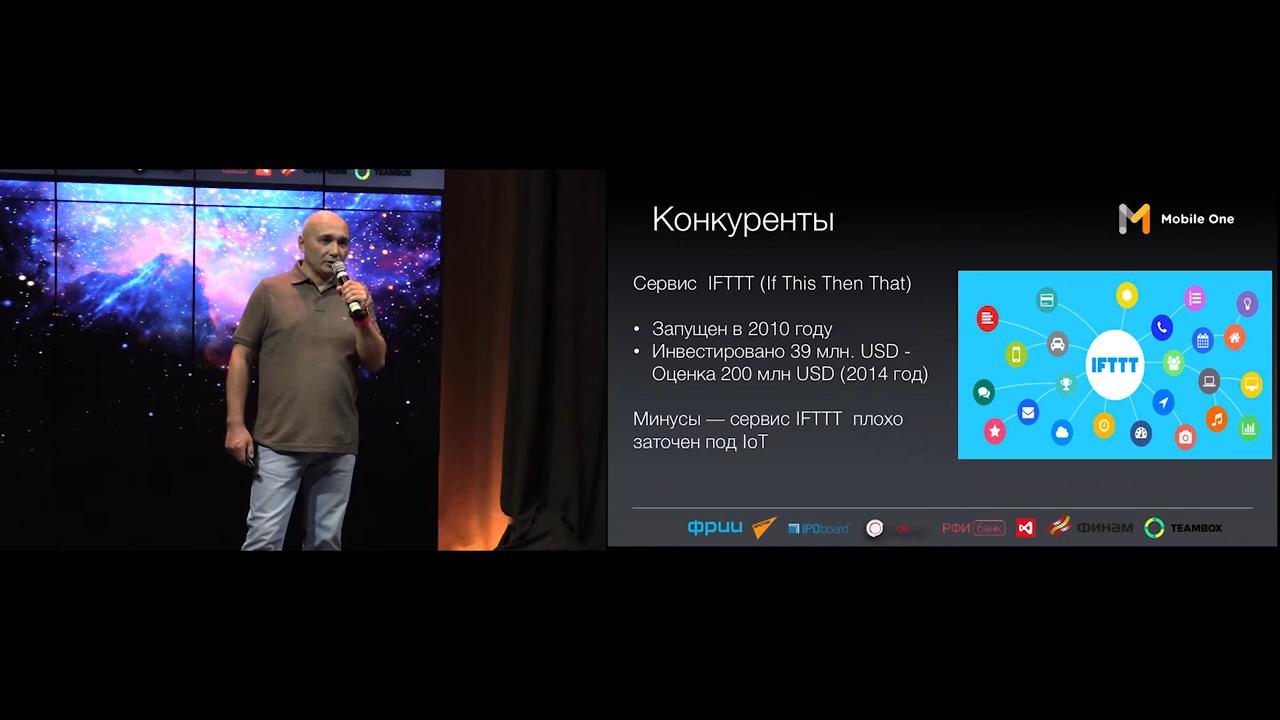 TEAMBOX
Конкуренты
Mobile One
Сервис IFTTT (If This Then That)
• Запущен в 2010 году
• Инвестировано 39 млн. USD -
Оценка 200 млн USD (2014 год)
Минусы — сервис IFTTT плохо
заточен под IoT
IFTTT
фрии
IPOboard
РФИ банк
ФИНАМ
TEAMBOX